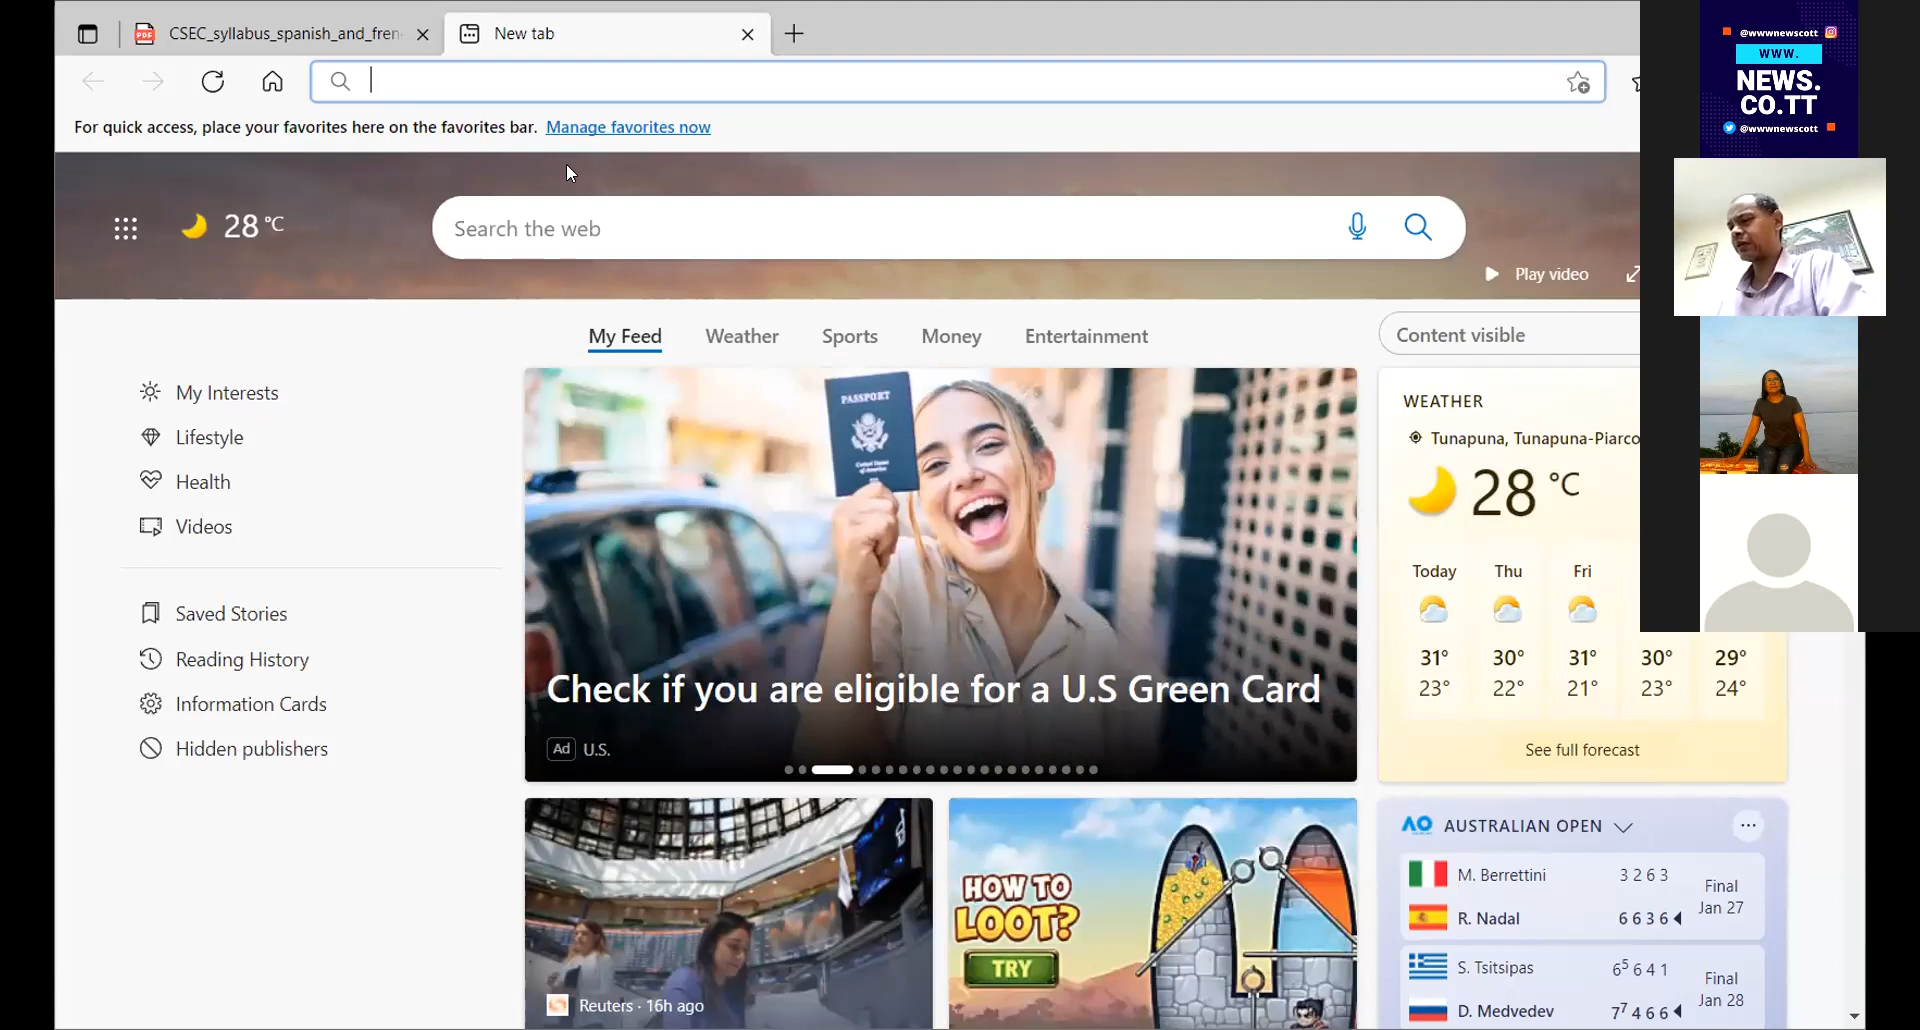 CSEC_syllabus_spanish_and_fren
New tab
For quick access, place your favorites here on the favorites bar. Manage favorites now
28 °C
Search the web
Play video
My Feed
Weather
Sports
Money
Entertainment
Content visible
My Interests
Lifestyle
Health
Videos
Saved Stories
Reading History
Information Cards
Hidden publishers
PASSPORT
United States
of America
Check if you are eligible for a U.S Green Card
Ad U.S.
Reuters · 16h ago
HOW TO
LOOT?
TRY
WEATHER
Tunapuna, Tunapuna-Piarco
28 °C
Today Thu Fri
31° 30° 31° 30° 29°
23° 22° 21° 23° 24°
See full forecast
AO AUSTRALIAN OPEN
M. Berrettini 3 2 6 3
Final
Jan 27
R. Nadal 6 6 3 6
S. Tsitsipas 6⁵ 6 4 1
Final
Jan 28
D. Medvedev 7⁷ 4 6 6
@wwwnewscott
WWW.
NEWS.
CO.TT
@wwwnewscott